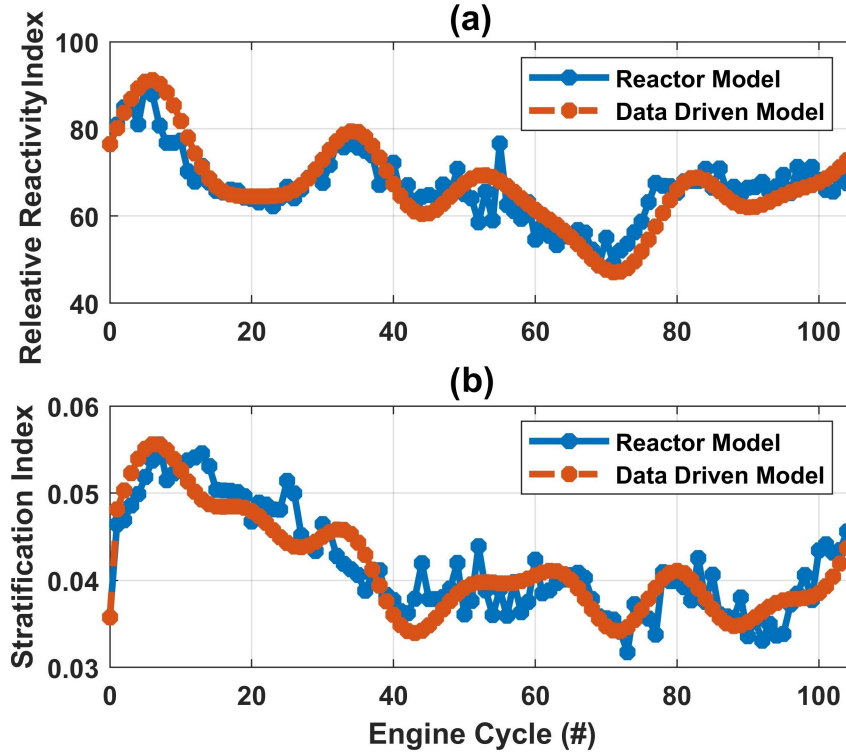 (a)
Releative ReactivityIndex
100
80
60
40
Reactor Model
Data Driven Model
0 20 40 60 80 100
(b)
Stratification Index
0.06
0.05
0.04
0.03
Reactor Model
Data Driven Model
0 20 40 60 80 100
Engine Cycle (#)